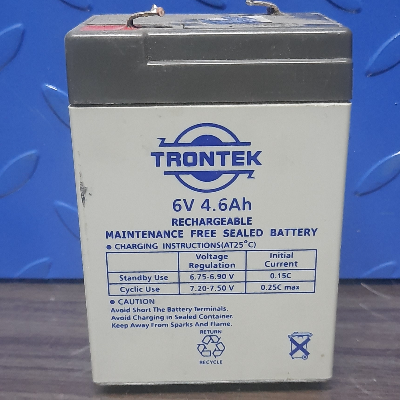 TRONTEK
6V 4.6Ah
RECHARGEABLE
MAINTENANCE FREE SEALED BATTERY
CHARGING INSTRUCTIONS(AT25°C)
Voltage Regulation Initial Current
Standby Use 6.75-6.90 V 0.15C
Cyclic Use 7.20-7.50 V 0.25C max
CAUTION
Avoid Short The Battery Terminals.
Avoid Charging in Sealed Container.
Keep Away From Sparks And Flame.
RETURN
RECYCLE